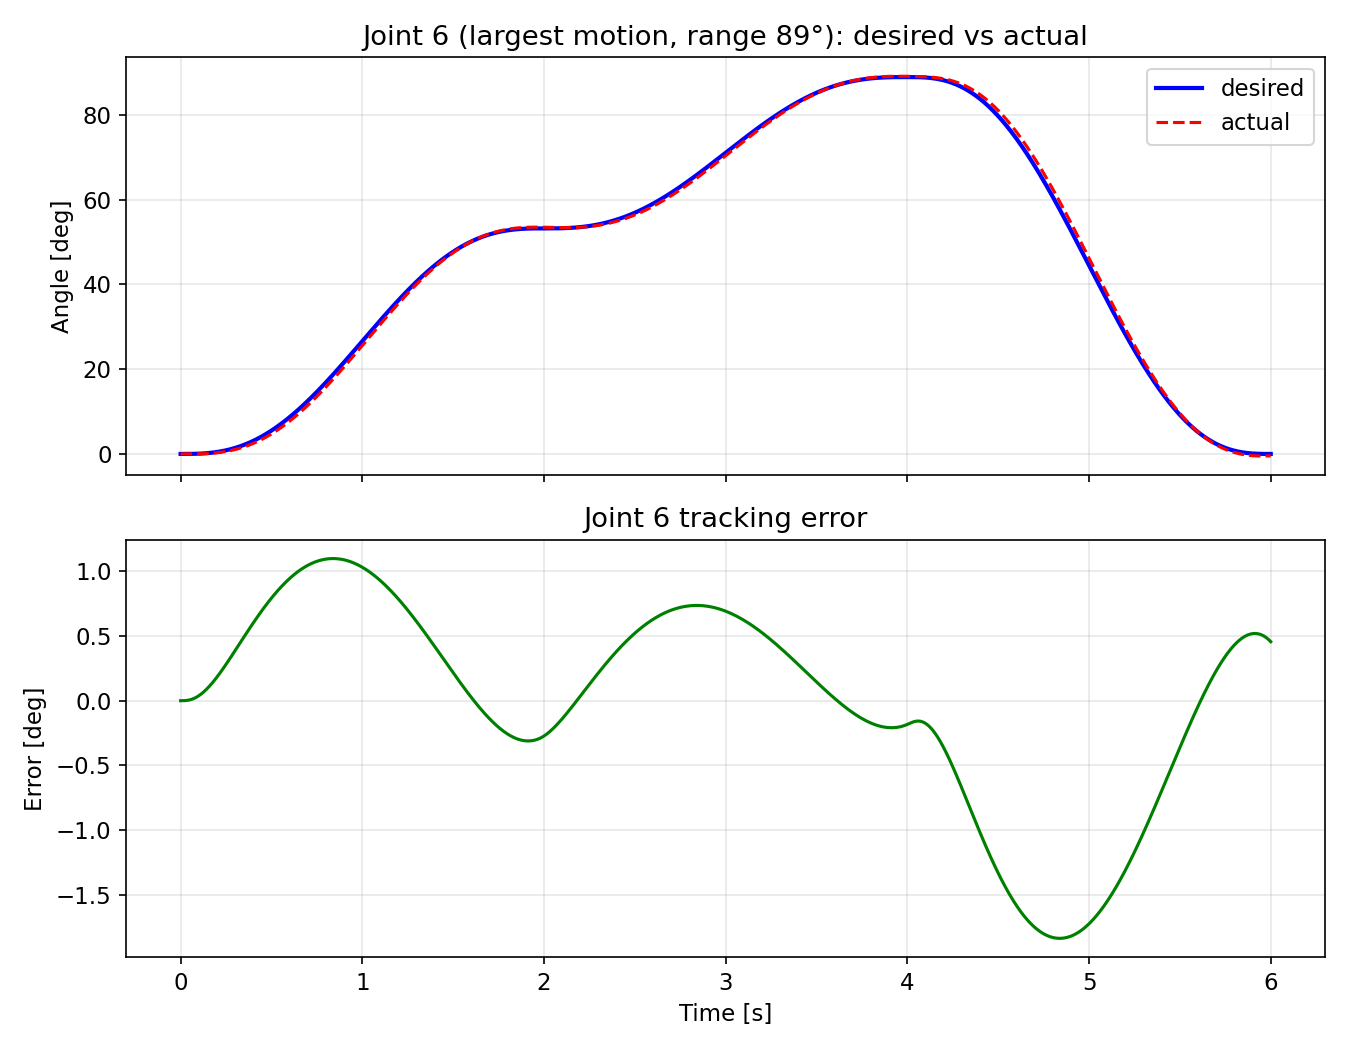 Joint 6 (largest motion, range 89°): desired vs actual
desired
actual
Angle [deg]
80
60
40
20
0
Joint 6 tracking error
Error [deg]
1.0
0.5
0.0
−0.5
−1.0
−1.5
0 1 2 3 4 5 6
Time [s]